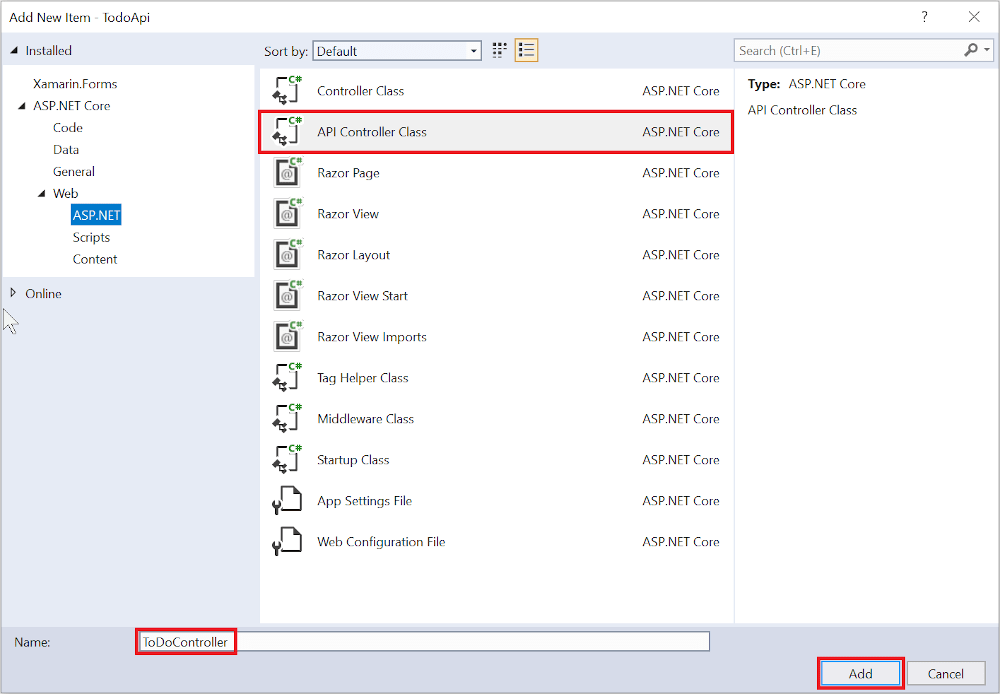 Add New Item - TodoApi
?
Installed
Sort by: Default
Search (Ctrl+E)
Xamarin.Forms
ASP.NET Core
Code
Data
General
Web
ASP.NET
Scripts
Content
Online
C# Controller Class ASP.NET Core
C# API Controller Class ASP.NET Core
C# @ Razor Page ASP.NET Core
C# @ Razor View ASP.NET Core
C# @ Razor Layout ASP.NET Core
C# @ Razor View Start ASP.NET Core
C# @ Razor View Imports ASP.NET Core
C# Tag Helper Class ASP.NET Core
C# Middleware Class ASP.NET Core
C# Startup Class ASP.NET Core
App Settings File ASP.NET Core
Web Configuration File ASP.NET Core
Type: ASP.NET Core
API Controller Class
Name: ToDoController
Add Cancel